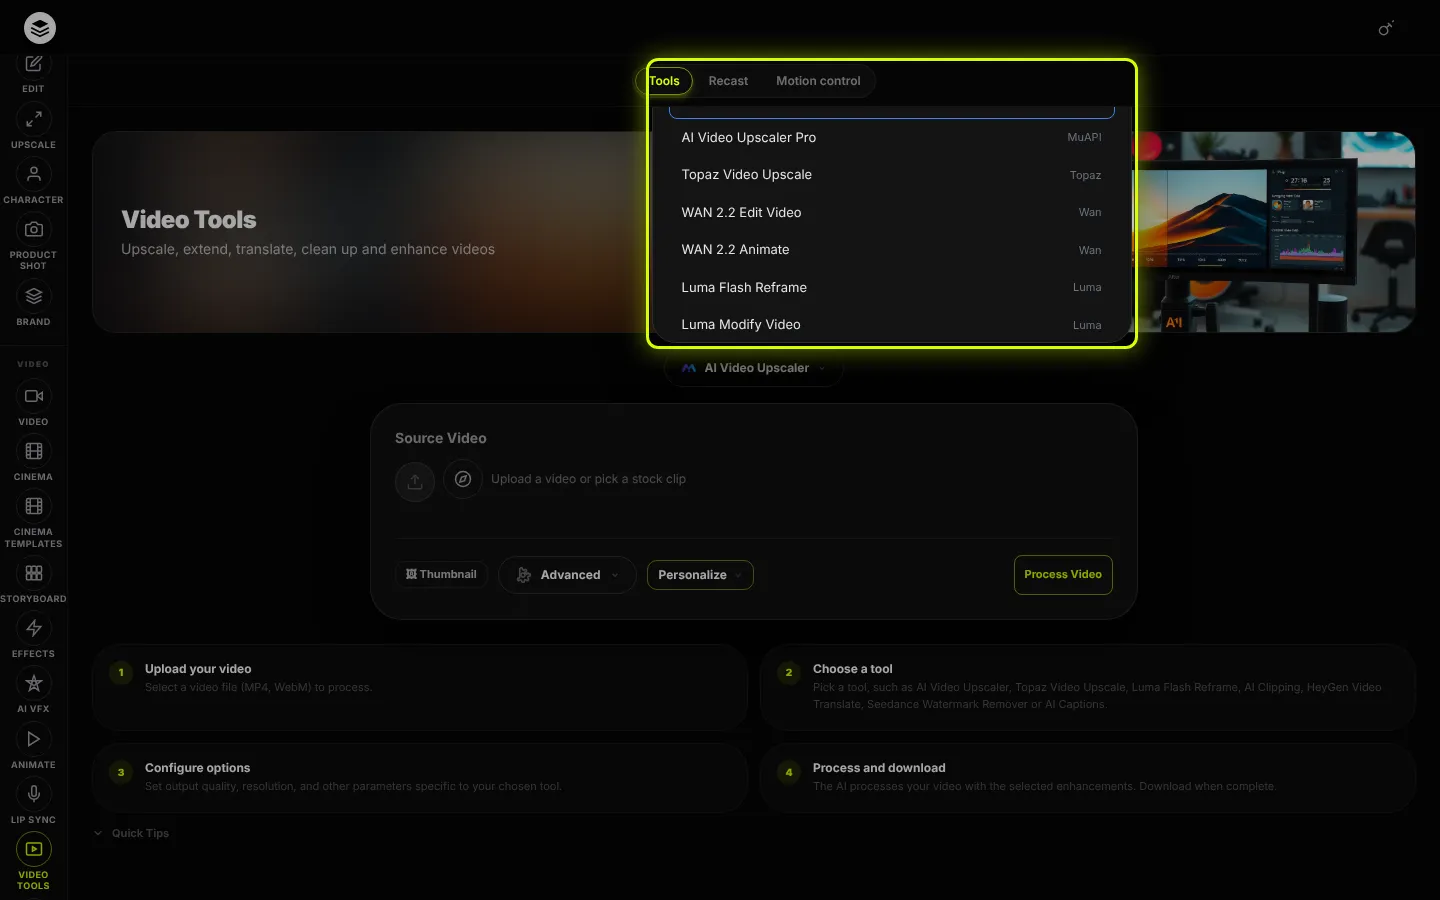 EDIT
UPSCALE
CHARACTER
PRODUCT
SHOT
BRAND
VIDEO
VIDEO
CINEMA
CINEMA
TEMPLATES
STORYBOARD
EFFECTS
AI VFX
ANIMATE
LIP SYNC
VIDEO
TOOLS
Tools
Recast
Motion control
AI Video Upscaler Pro MuAPI
Topaz Video Upscale Topaz
WAN 2.2 Edit Video Wan
WAN 2.2 Animate Wan
Luma Flash Reframe Luma
Luma Modify Video Luma
Video Tools
Upscale, extend, translate, clean up and enhance videos
AI Video Upscaler
Source Video
Upload a video or pick a stock clip
Thumbnail
Advanced
Personalize
Process Video
1 Upload your video
Select a video file (MP4, WebM) to process.
2 Choose a tool
Pick a tool, such as AI Video Upscaler, Topaz Video Upscale, Luma Flash Reframe, AI Clipping, HeyGen Video
Translate, Seedance Watermark Remover or AI Captions.
3 Configure options
Set output quality, resolution, and other parameters specific to your chosen tool.
4 Process and download
The AI processes your video with the selected enhancements. Download when complete.
Quick Tips